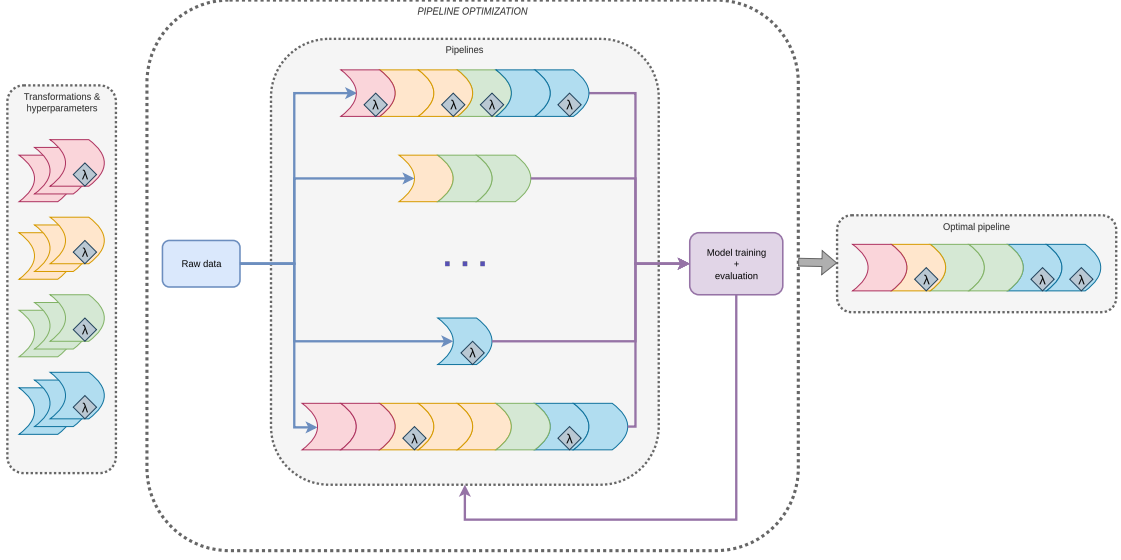 PIPELINE OPTIMIZATION
Transformations &
hyperparameters
λ
λ
λ
λ
Raw data
Pipelines
λ
λ
λ
λ
...
λ
λ
λ
Model training
+
evaluation
Optimal pipeline
λ
λ
λ